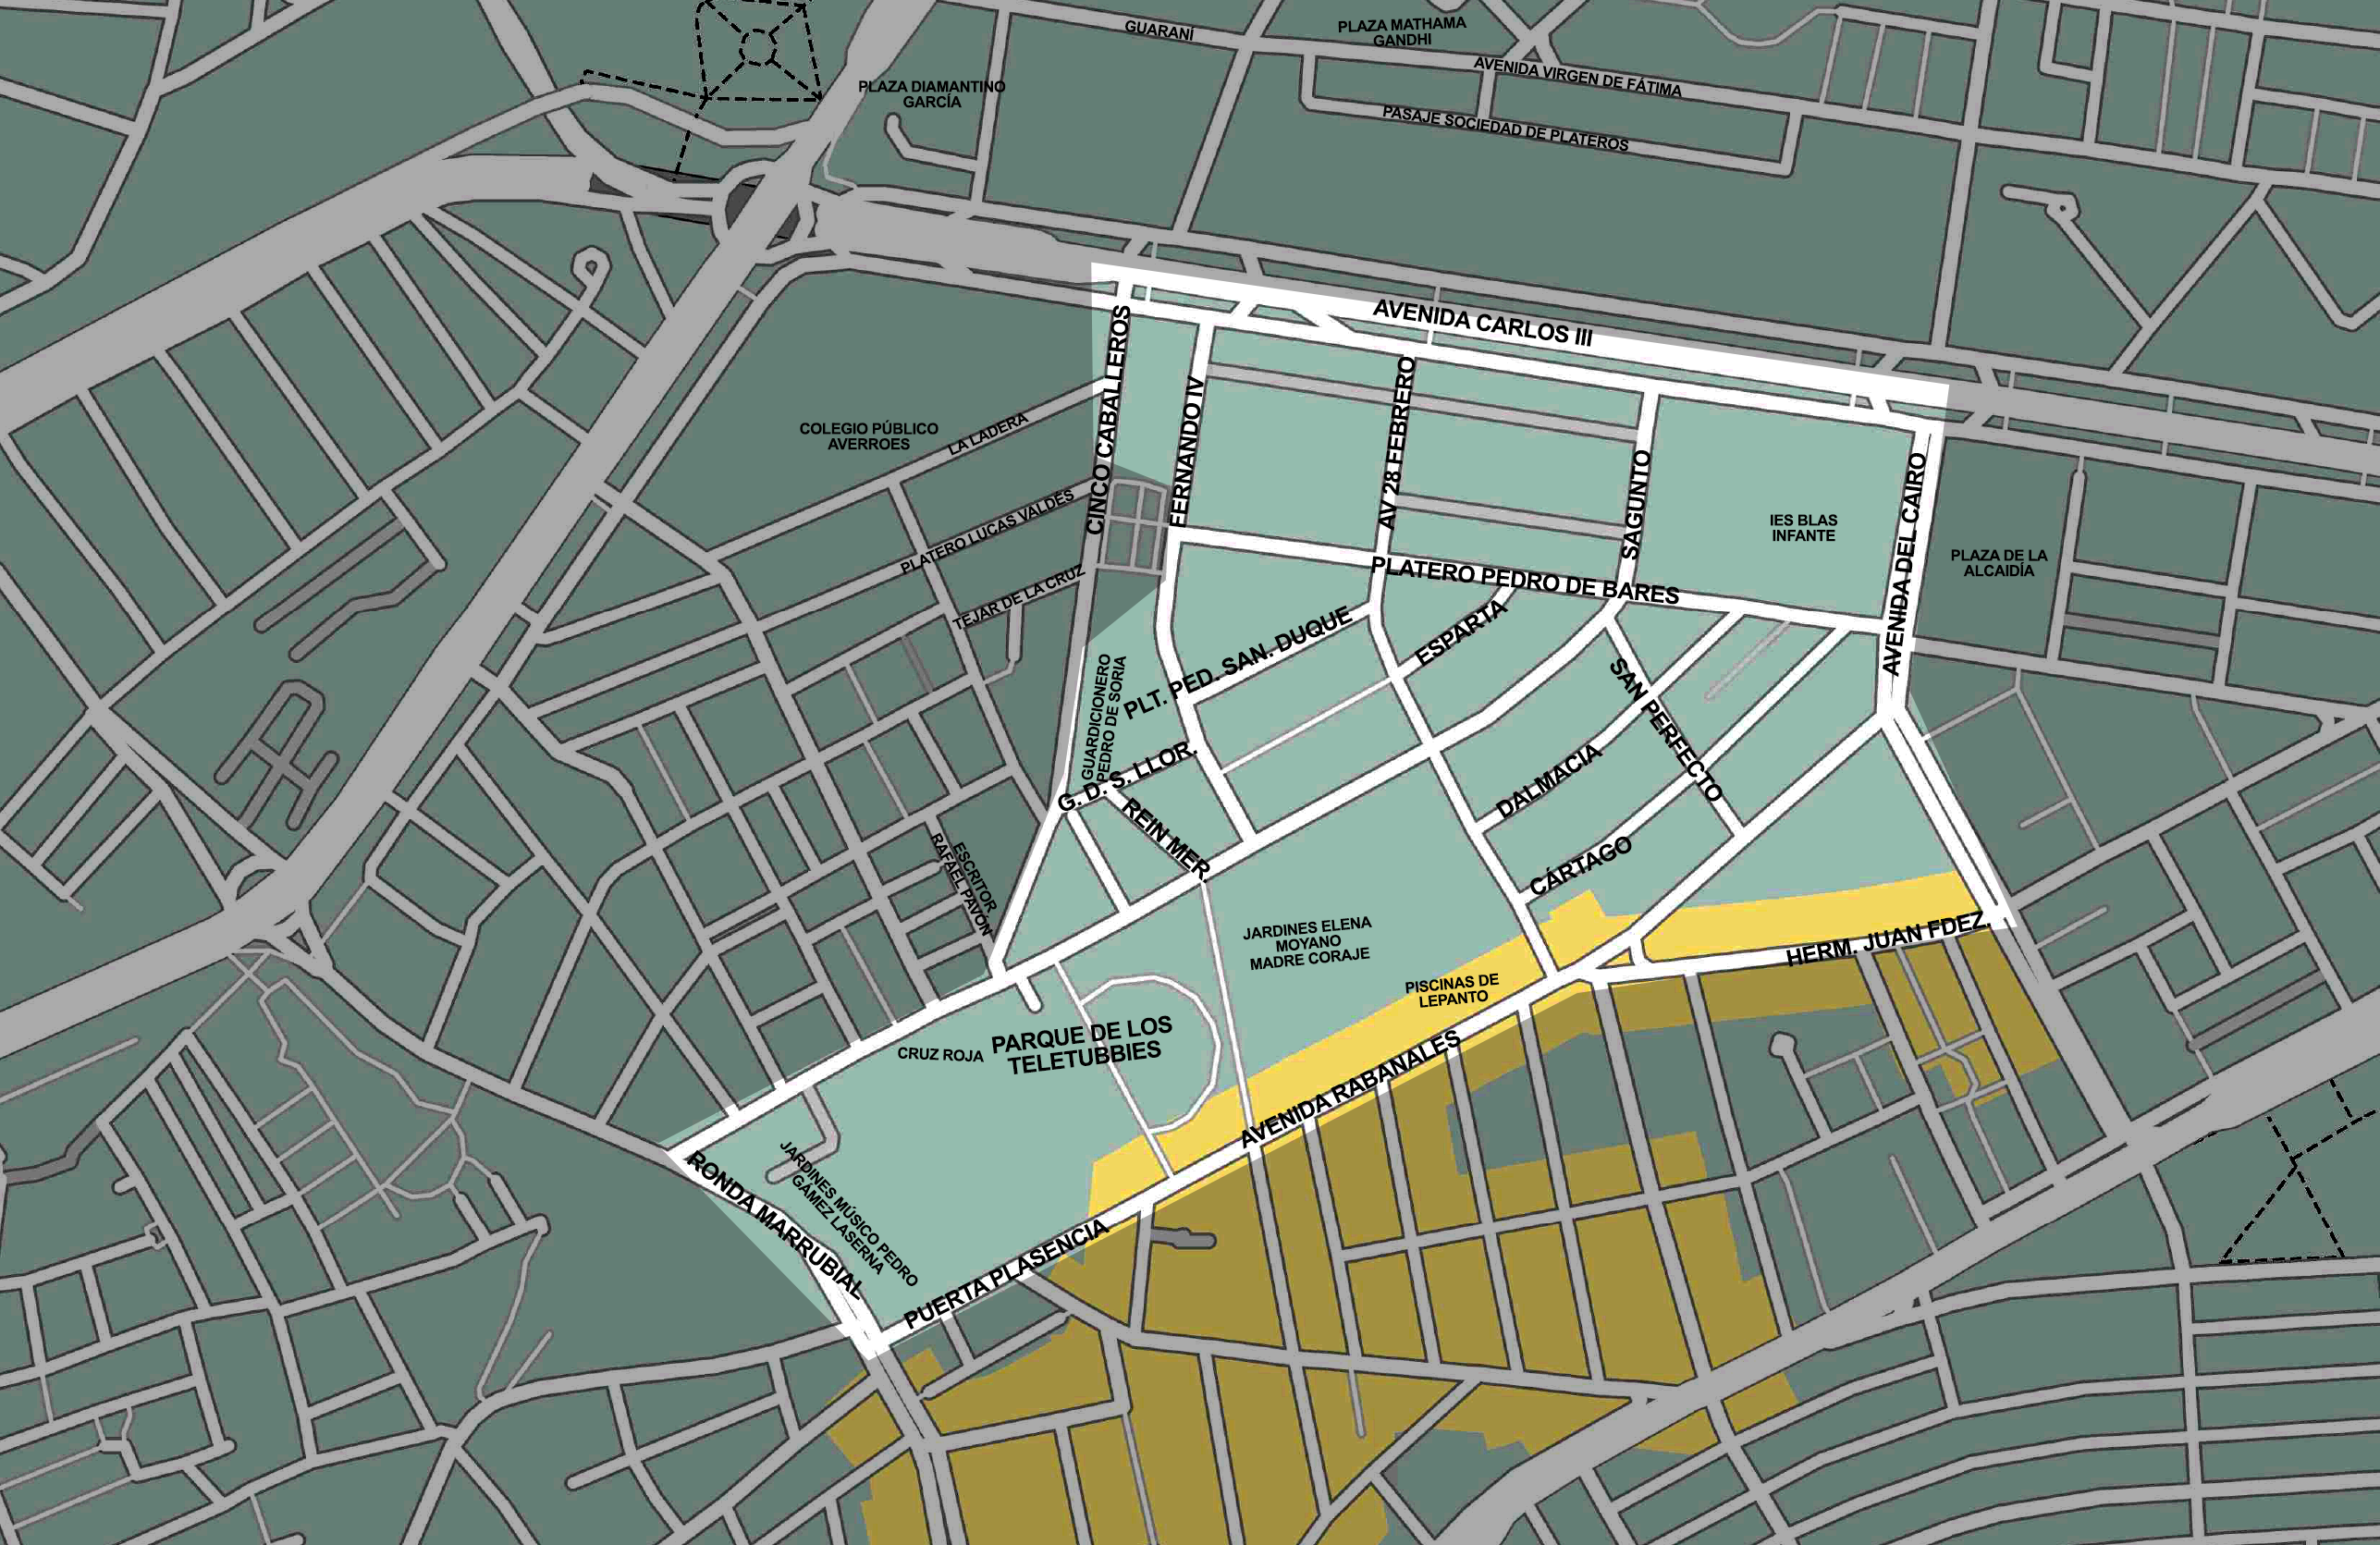 GUARANÍ
PLAZA MATHAMA
GANDHI
AVENIDA VIRGEN DE FÁTIMA
PLAZA DIAMANTINO
GARCÍA
PASAJE SOCIEDAD DE PLATEROS
AVENIDA CARLOS III
CINCO CABALLEROS
FERNANDO IV
AV 28 FEBRERO
SAGUNTO
AVENIDA DEL CAIRO
COLEGIO PÚBLICO
AVERROES
LA LADERA
PLATERO LUCAS VALDÉS
TEJAR DE LA CRUZ
IES BLAS
INFANTE
PLAZA DE LA
ALCAIDÍA
PLATERO PEDRO DE BARES
PLT. PED. SAN. DUQUE
ESPARTA
GUARDICIONERO
PEDRO DE SORIA
SAN PERFECTO
G. D. S. LLOR.
REIN MER.
DALMACIA
CÁRTAGO
ESCRITOR
RAFAEL PAVÓN
JARDINES ELENA
MOYANO
MADRE CORAJE
HERM. JUAN FDEZ.
PISCINAS DE
LEPANTO
CRUZ ROJA
PARQUE DE LOS
TELETUBBIES
AVENIDA RABANALES
RONDA MARRUBIAL
JARDINES MÚSICO PEDRO
GÁMEZ LASERNA
PUERTA PLASENCIA